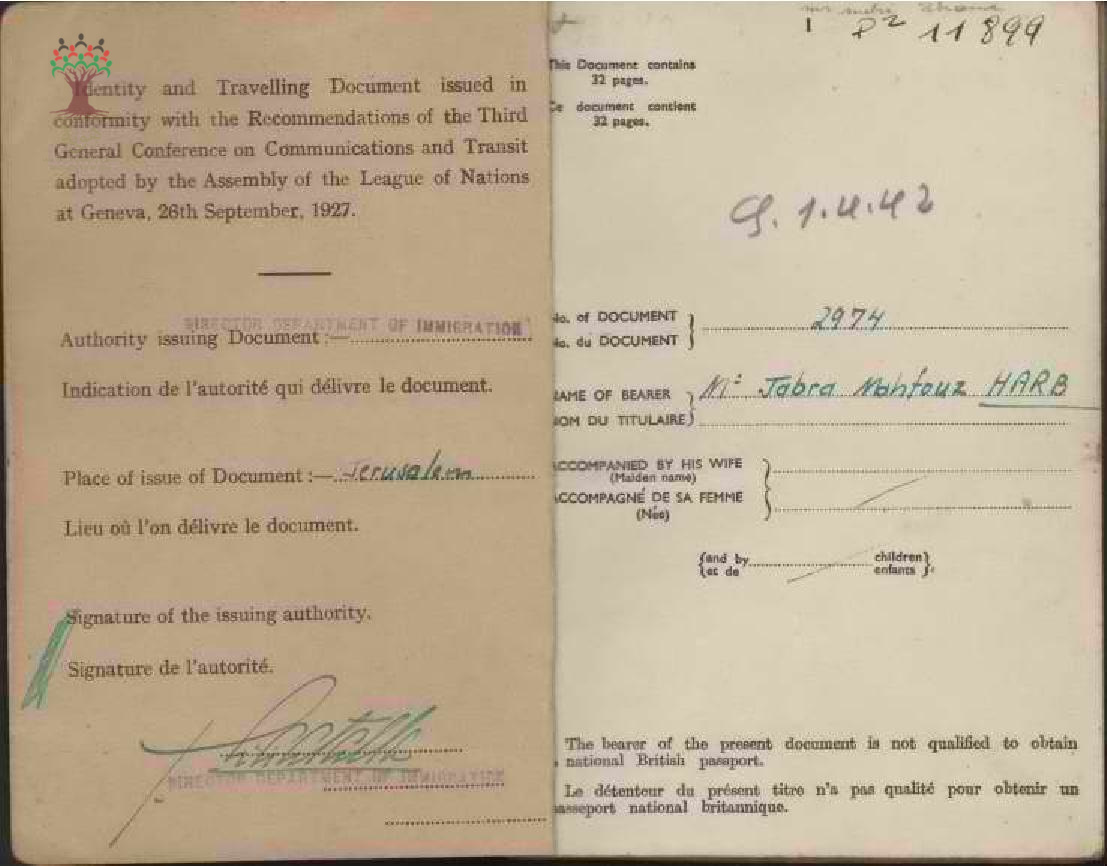 Identity and Travelling Document issued in
conformity with the Recommendations of the Third
General Conference on Communications and Transit
adopted by the Assembly of the League of Nations
at Geneva, 26th September, 1927.
DIRECTOR DEPARTMENT OF IMMIGRATION
Authority issuing Document :—
Indication de l'autorité qui délivre le document.
Place of issue of Document :— Jerusalem
Lieu où l'on délivre le document.
Signature of the issuing authority.
Signature de l'autorité.
DIRECTOR DEPARTMENT OF IMMIGRATION
11899
This Document contains
32 pages.
Ce document contient
32 pages.
1.4.42
No. of DOCUMENT
No. du DOCUMENT
2974
NAME OF BEARER Mr Jabra Mahfouz HARB
NOM DU TITULAIRE
ACCOMPANIED BY HIS WIFE
(Maiden name)
ACCOMPAGNÉ DE SA FEMME
(Née)
{and by children}
{et de enfants}
The bearer of the present document is not qualified to obtain
national British passport.
Le détenteur du présent titre n'a pas qualité pour obtenir un
passeport national britannique.